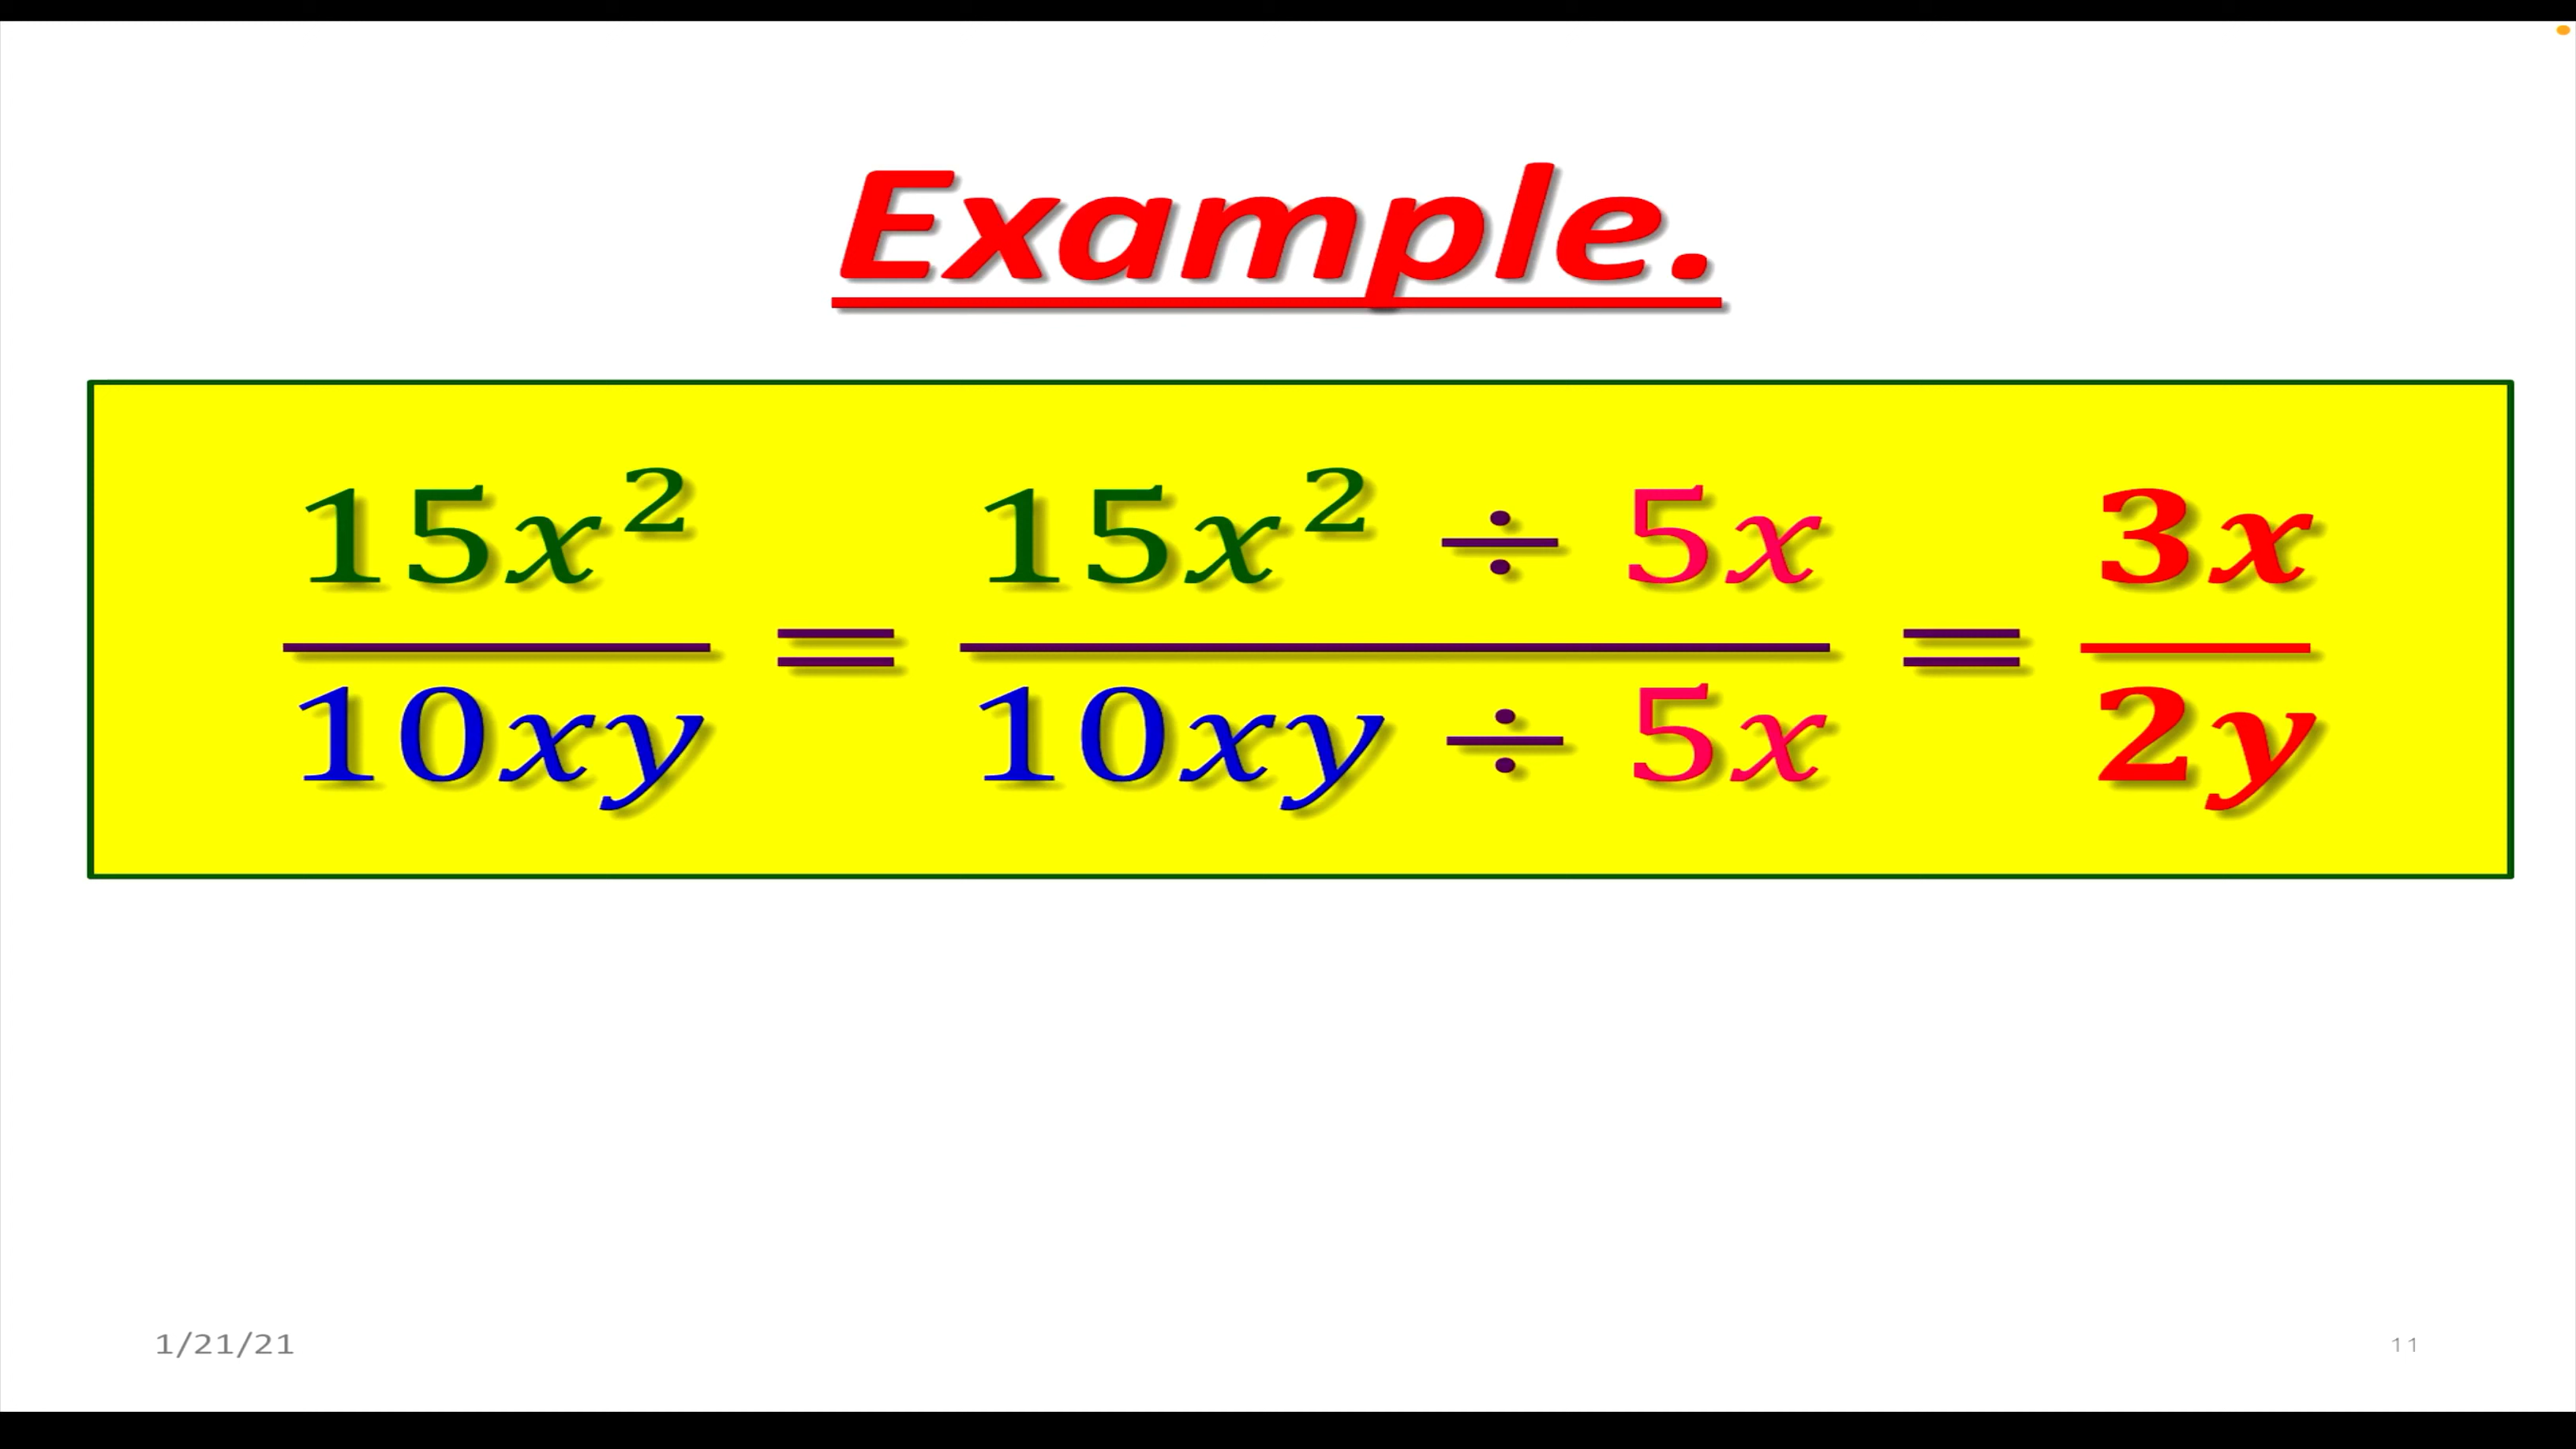 Example.
15x²/10xy = 15x² ÷ 5x/10xy ÷ 5x = 3x/2y
1/21/21
11